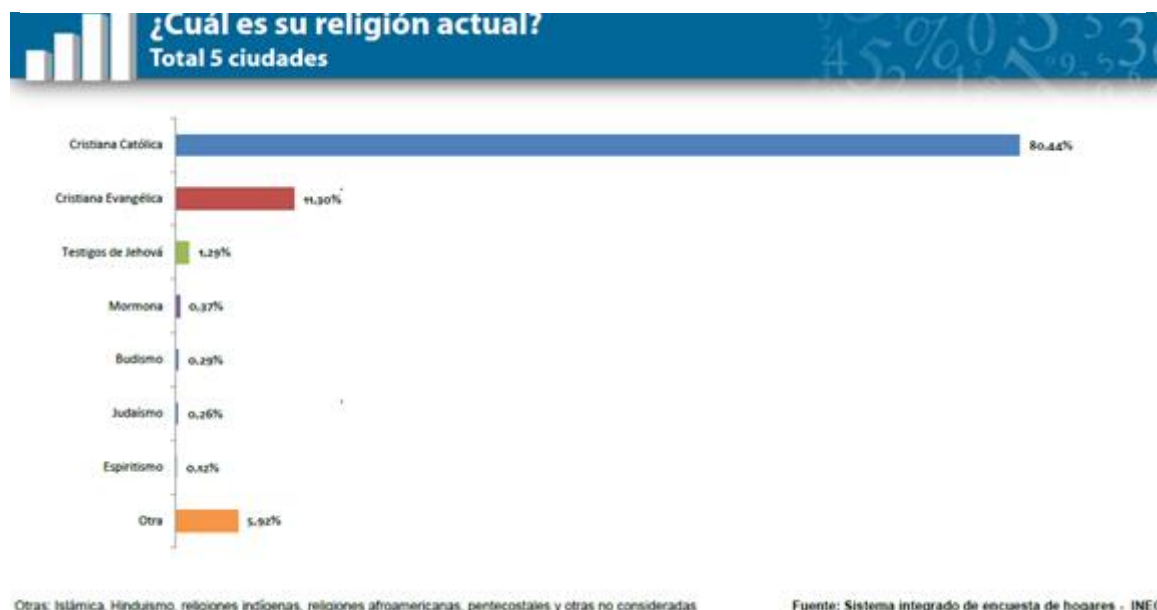 ¿Cuál es su religión actual?
Total 5 ciudades
Cristiana Católica 80.44%
Cristiana Evangélica 11.30%
Testigos de Jehová 1.29%
Mormona 0.37%
Budismo 0.29%
Judaísmo 0.26%
Espiritismo 0.12%
Otra 5.92%
Otras: Islámica, Hinduismo, religiones indígenas, religiones afroamericanas, pentecostales y otras no consideradas
Fuente: Sistema integrado de encuesta de hogares -